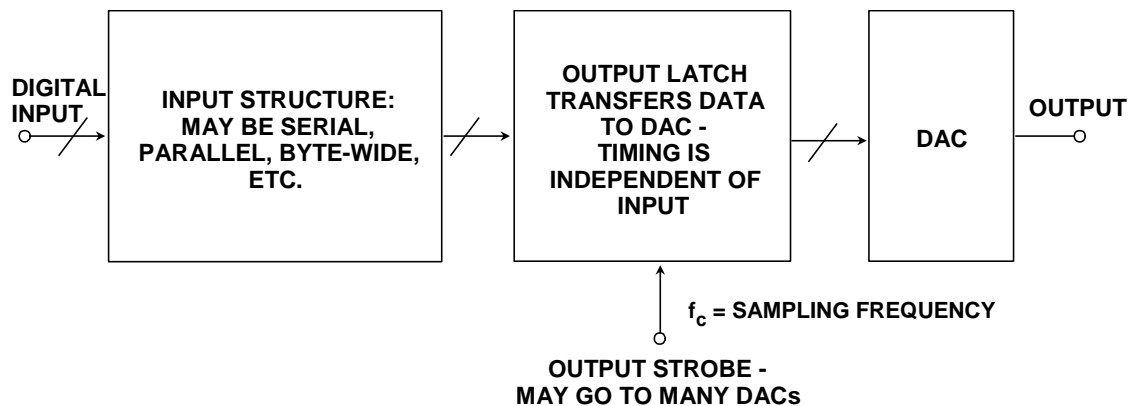 DIGITAL
INPUT
INPUT STRUCTURE:
MAY BE SERIAL,
PARALLEL, BYTE-WIDE,
ETC.
OUTPUT LATCH
TRANSFERS DATA
TO DAC -
TIMING IS
INDEPENDENT OF
INPUT
DAC
OUTPUT
fc = SAMPLING FREQUENCY
OUTPUT STROBE -
MAY GO TO MANY DACs